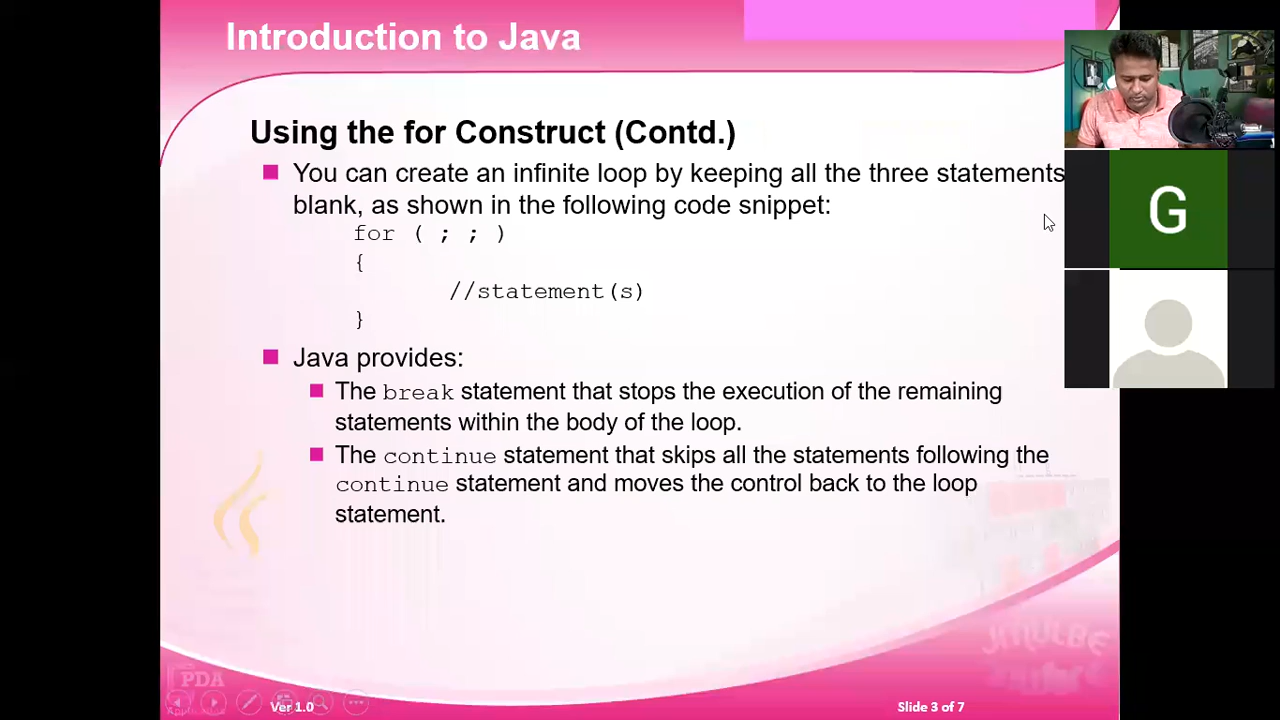 Introduction to Java
Using the for Construct (Contd.)
You can create an infinite loop by keeping all the three statements
blank, as shown in the following code snippet:
for ( ; ; )
{
//statement(s)
}
Java provides:
The break statement that stops the execution of the remaining
statements within the body of the loop.
The continue statement that skips all the statements following the
continue statement and moves the control back to the loop
statement.
G
PDA
Ver 1.0
Slide 3 of 7